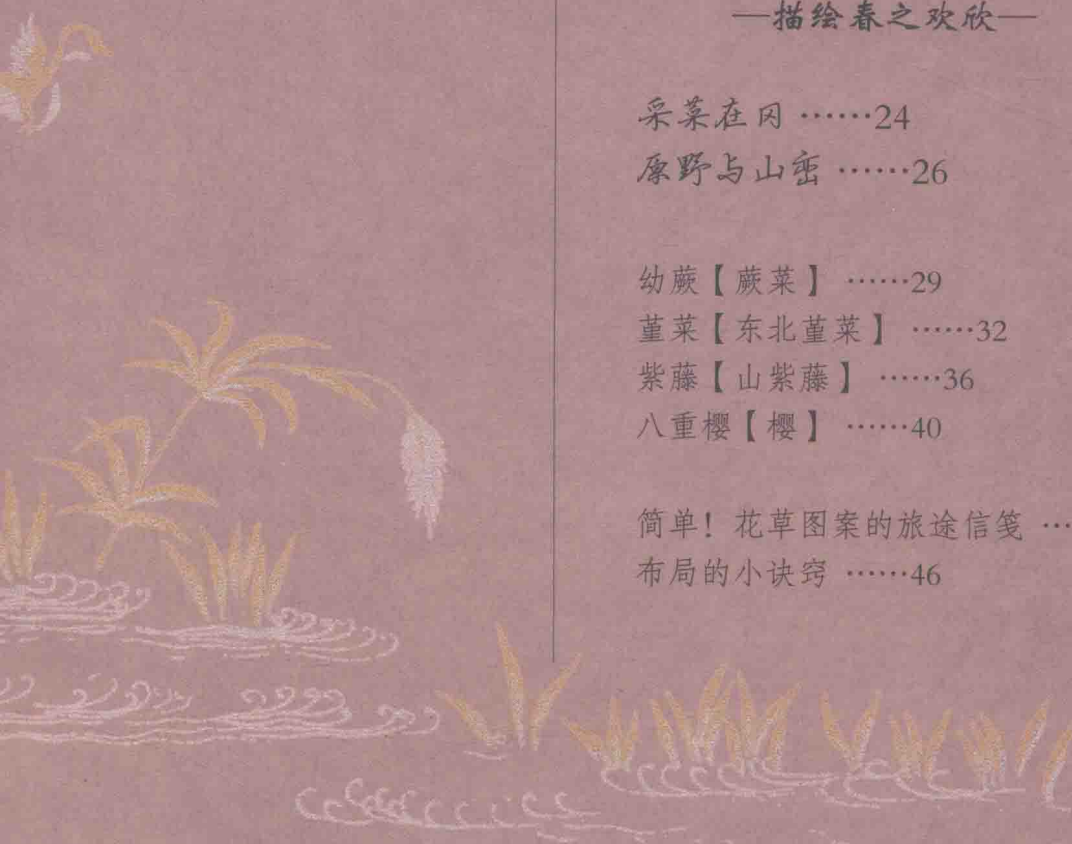 —描绘春之欢欣—
采菜在冈 ……24
原野与山峦 ……26
幼蕨【蕨菜】 ……29
堇菜【东北堇菜】 ……32
紫藤【山紫藤】 ……36
八重樱【樱】 ……40
简单！花草图案的旅途信笺 …
布局的小诀窍 ……46